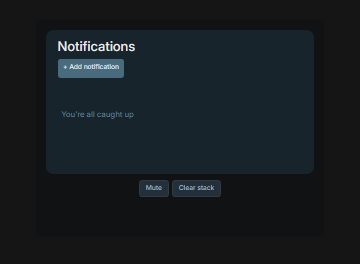 Notifications
+ Add notification
You're all caught up
Mute Clear stack